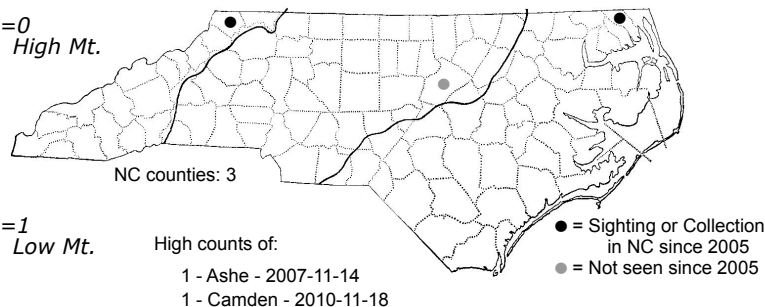 =0
High Mt.
NC counties: 3
=1
Low Mt.
High counts of:
1 - Ashe - 2007-11-14
1 - Camden - 2010-11-18
= Sighting or Collection
in NC since 2005
= Not seen since 2005